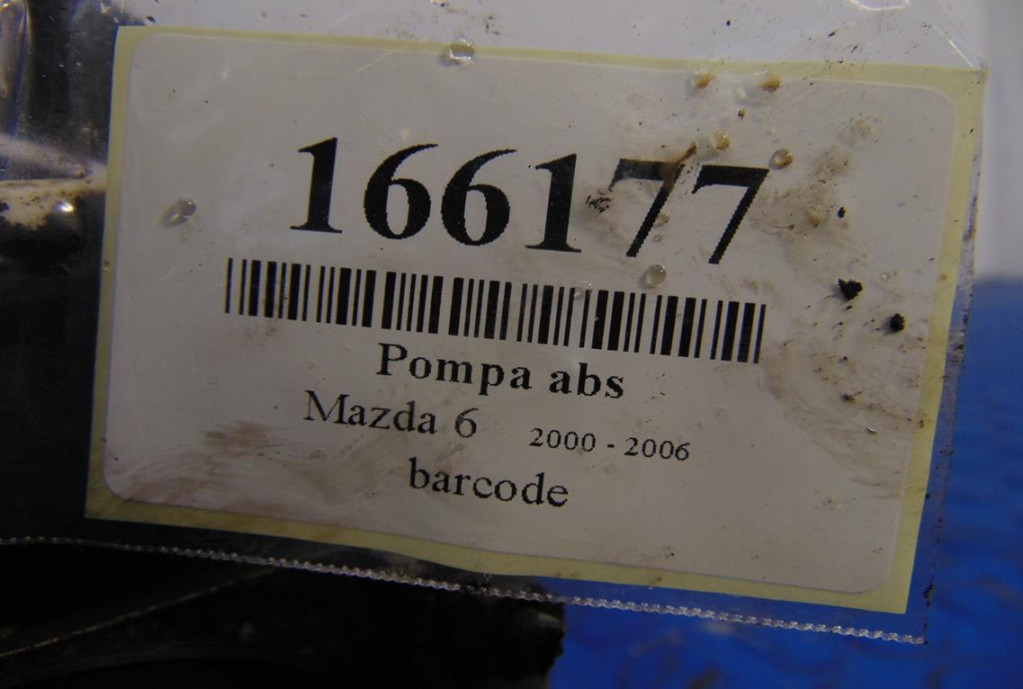 166177
Pompa abs
Mazda 6 2000 - 2006
barcode